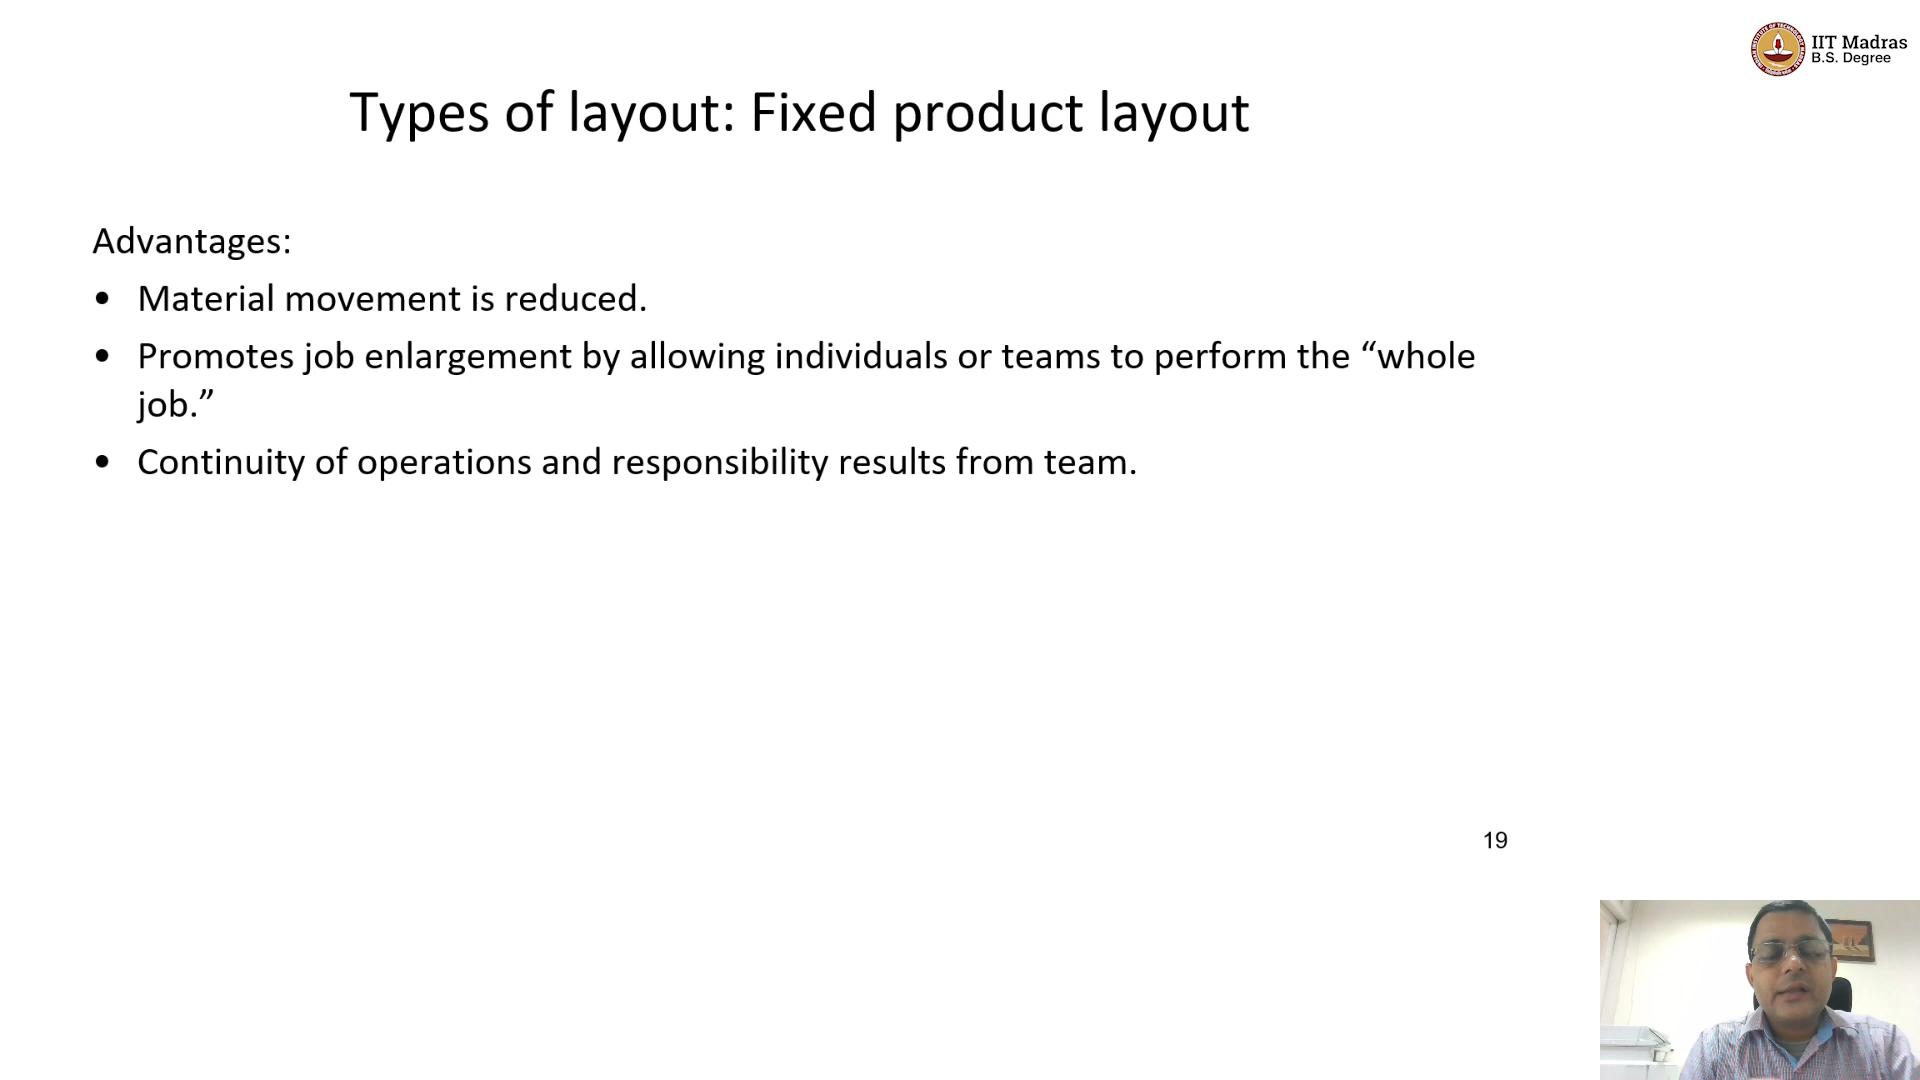 IIT Madras
B.S. Degree
Types of layout: Fixed product layout
Advantages:
• Material movement is reduced.
• Promotes job enlargement by allowing individuals or teams to perform the “whole
job.”
• Continuity of operations and responsibility results from team.
19